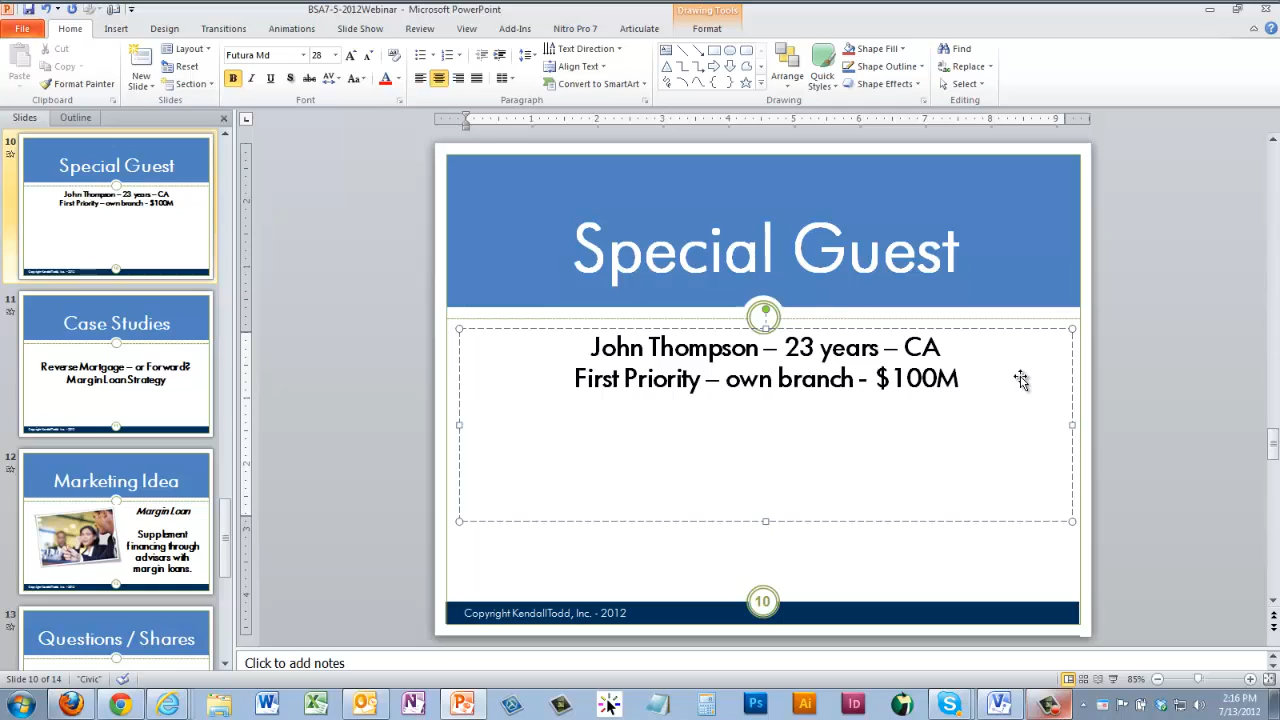 BSA7-5-2012Webinar - Microsoft PowerPoint
Drawing Tools
File Home Insert Design Transitions Animations Slide Show Review View Add-Ins Nitro Pro 7 Articulate Format
Paste
Cut
Copy
Format Painter
Clipboard
New Slide
Layout
Reset
Section
Slides
Futura Md 28
Font
Text Direction
Align Text
Convert to SmartArt
Paragraph
Arrange
Quick Styles
Shape Fill
Shape Outline
Shape Effects
Drawing
Find
Replace
Select
Editing
Slides Outline
10
Special Guest
John Thompson – 23 years – CA
First Priority – own branch - $100M
Copyright KendallTodd, Inc. - 2012
11
Case Studies
Reverse Mortgage – or Forward?
Margin Loan Strategy
12
Marketing Idea
Margin Loan
Supplement
financing through
advisors with
margin loans.
13
Questions / Shares
Special Guest
John Thompson – 23 years – CA
First Priority – own branch - $100M
10
Copyright KendallTodd, Inc. - 2012
Click to add notes
Slide 10 of 14 "Civic" 85%
2:16 PM
7/13/2012